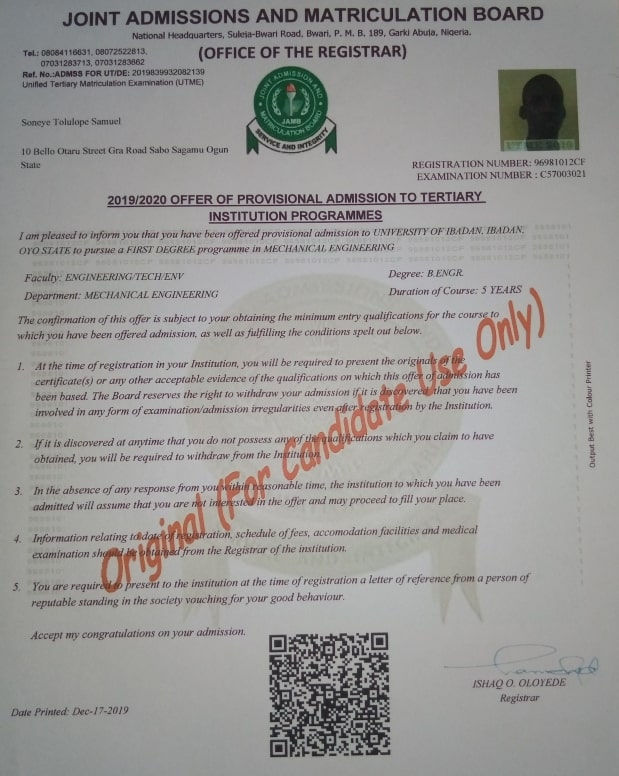 JOINT ADMISSIONS AND MATRICULATION BOARD
National Headquarters, Suleja-Bwari Road, Bwari, P. M. B. 189, Garki Abuja, Nigeria.
(OFFICE OF THE REGISTRAR)
TeL: 08084116631, 08072522813,
07031283713, 07031283662
Ref. No.:ADMSS FOR UT/DE: 2019839932082139
Unified Tertiary Matriculation Examination (UTME)
JOINT ADMISSION AND
MATRICULATION BOARD
JAMB
SERVICE AND INTEGRITY
Soneye Tolulope Samuel
10 Bello Otaru Street Gra Road Sabo Sagamu Ogun
State
REGISTRATION NUMBER: 96981012CF
EXAMINATION NUMBER : C57003021
2019/2020 OFFER OF PROVISIONAL ADMISSION TO TERTIARY
INSTITUTION PROGRAMMES
I am pleased to inform you that you have been offered provisional admission to UNIVERSITY OF IBADAN, IBADAN,
OYO STATE to pursue a FIRST DEGREE programme in MECHANICAL ENGINEERING
Faculty: ENGINEERING/TECH/ENV
Degree: B.ENGR.
Department: MECHANICAL ENGINEERING
Duration of Course: 5 YEARS
The confirmation of this offer is subject to your obtaining the minimum entry qualifications for the course to
which you have been offered admission, as well as fulfilling the conditions spelt out below.
1. At the time of registration in your Institution, you will be required to present the originals of the
certificate(s) or any other acceptable evidence of the qualifications on which this offer of admission has
been based. The Board reserves the right to withdraw your admission if it is discovered that you have been
involved in any form of examination/admission irregularities even after registration by the Institution.
2. If it is discovered at anytime that you do not possess any of the qualifications which you claim to have
obtained, you will be required to withdraw from the Institution.
3. In the absence of any response from you within reasonable time, the institution to which you have been
admitted will assume that you are not interested in the offer and may proceed to fill your place.
4. Information relating to date of registration, schedule of fees, accomodation facilities and medical
examination should be obtained from the Registrar of the institution.
5. You are required to present to the institution at the time of registration a letter of reference from a person of
reputable standing in the society vouching for your good behaviour.
Accept my congratulations on your admission.
Original (For Candidate Use Only)
Output Best with Colour Printer
ISHAQ O. OLOYEDE
Registrar
Date Printed: Dec-17-2019